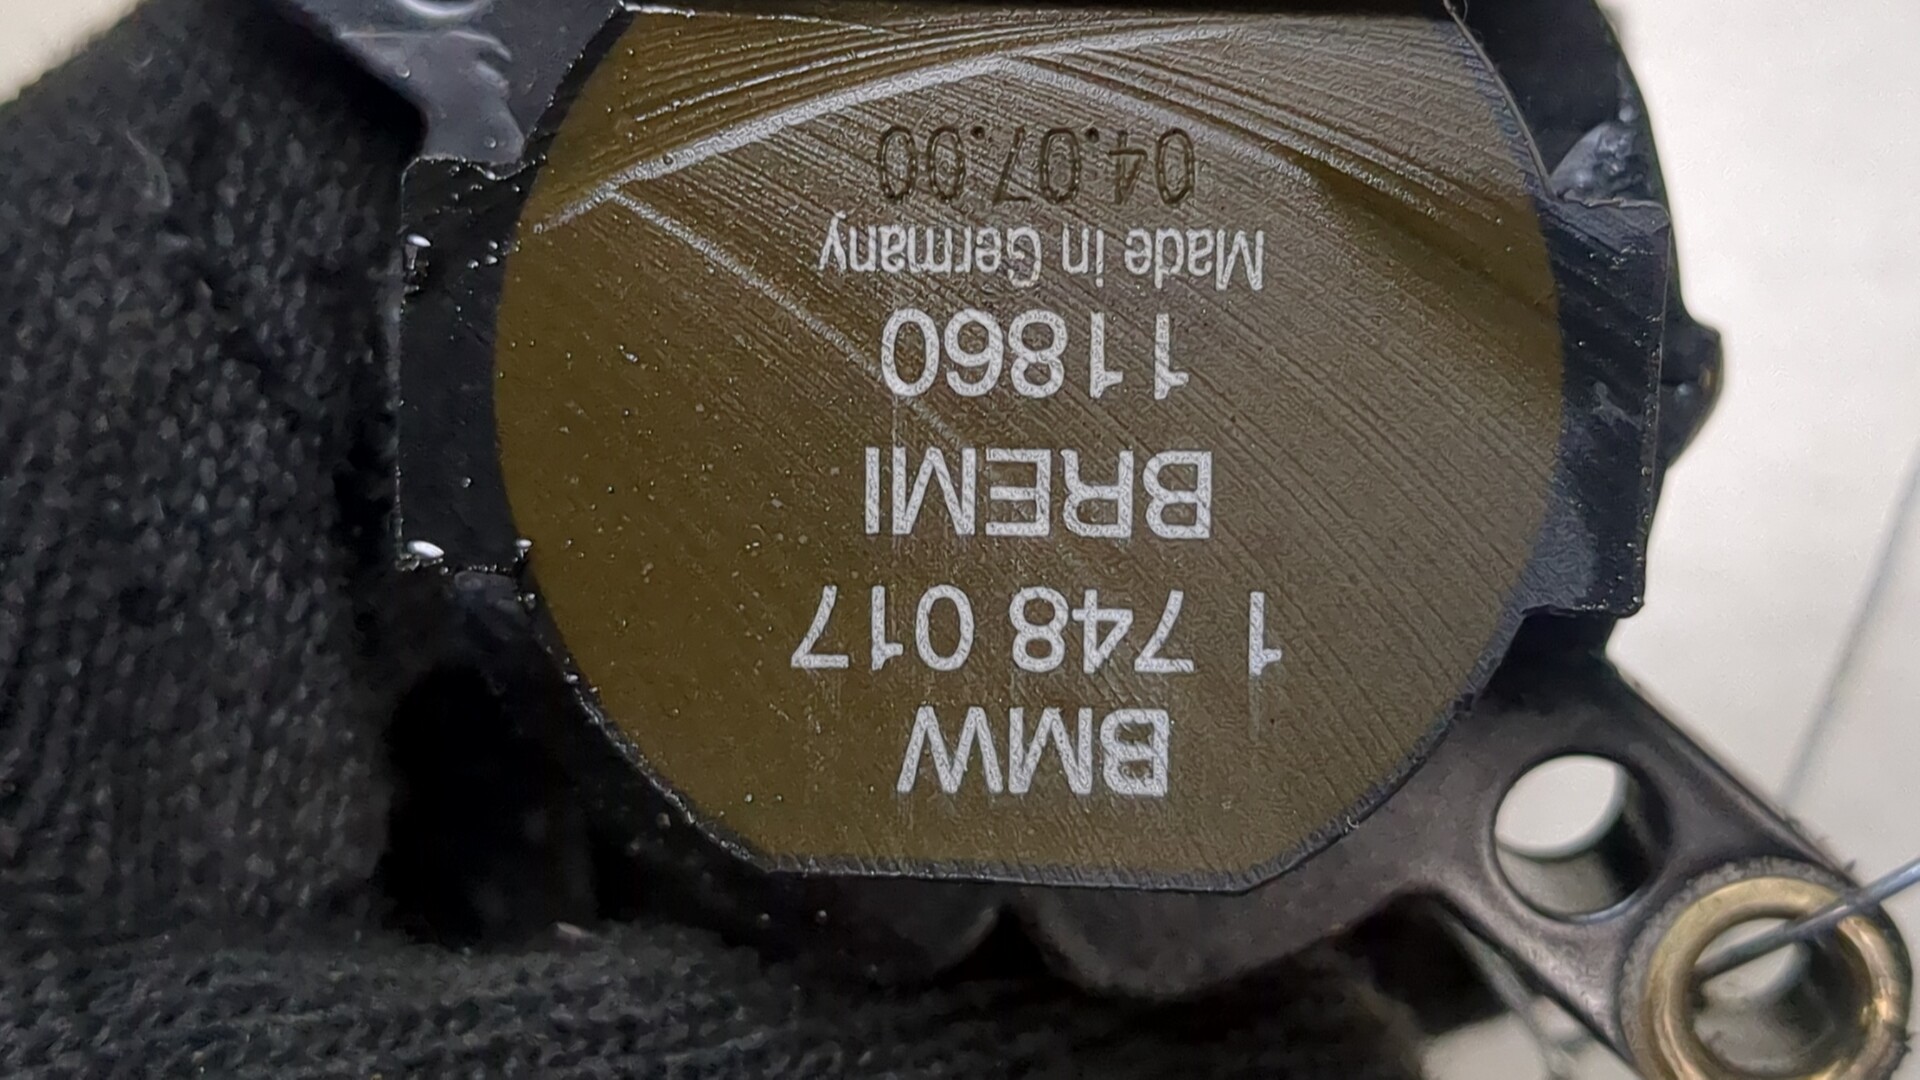 BMW
1 748 017
BREMI
11860
Made in Germany
04.07.00